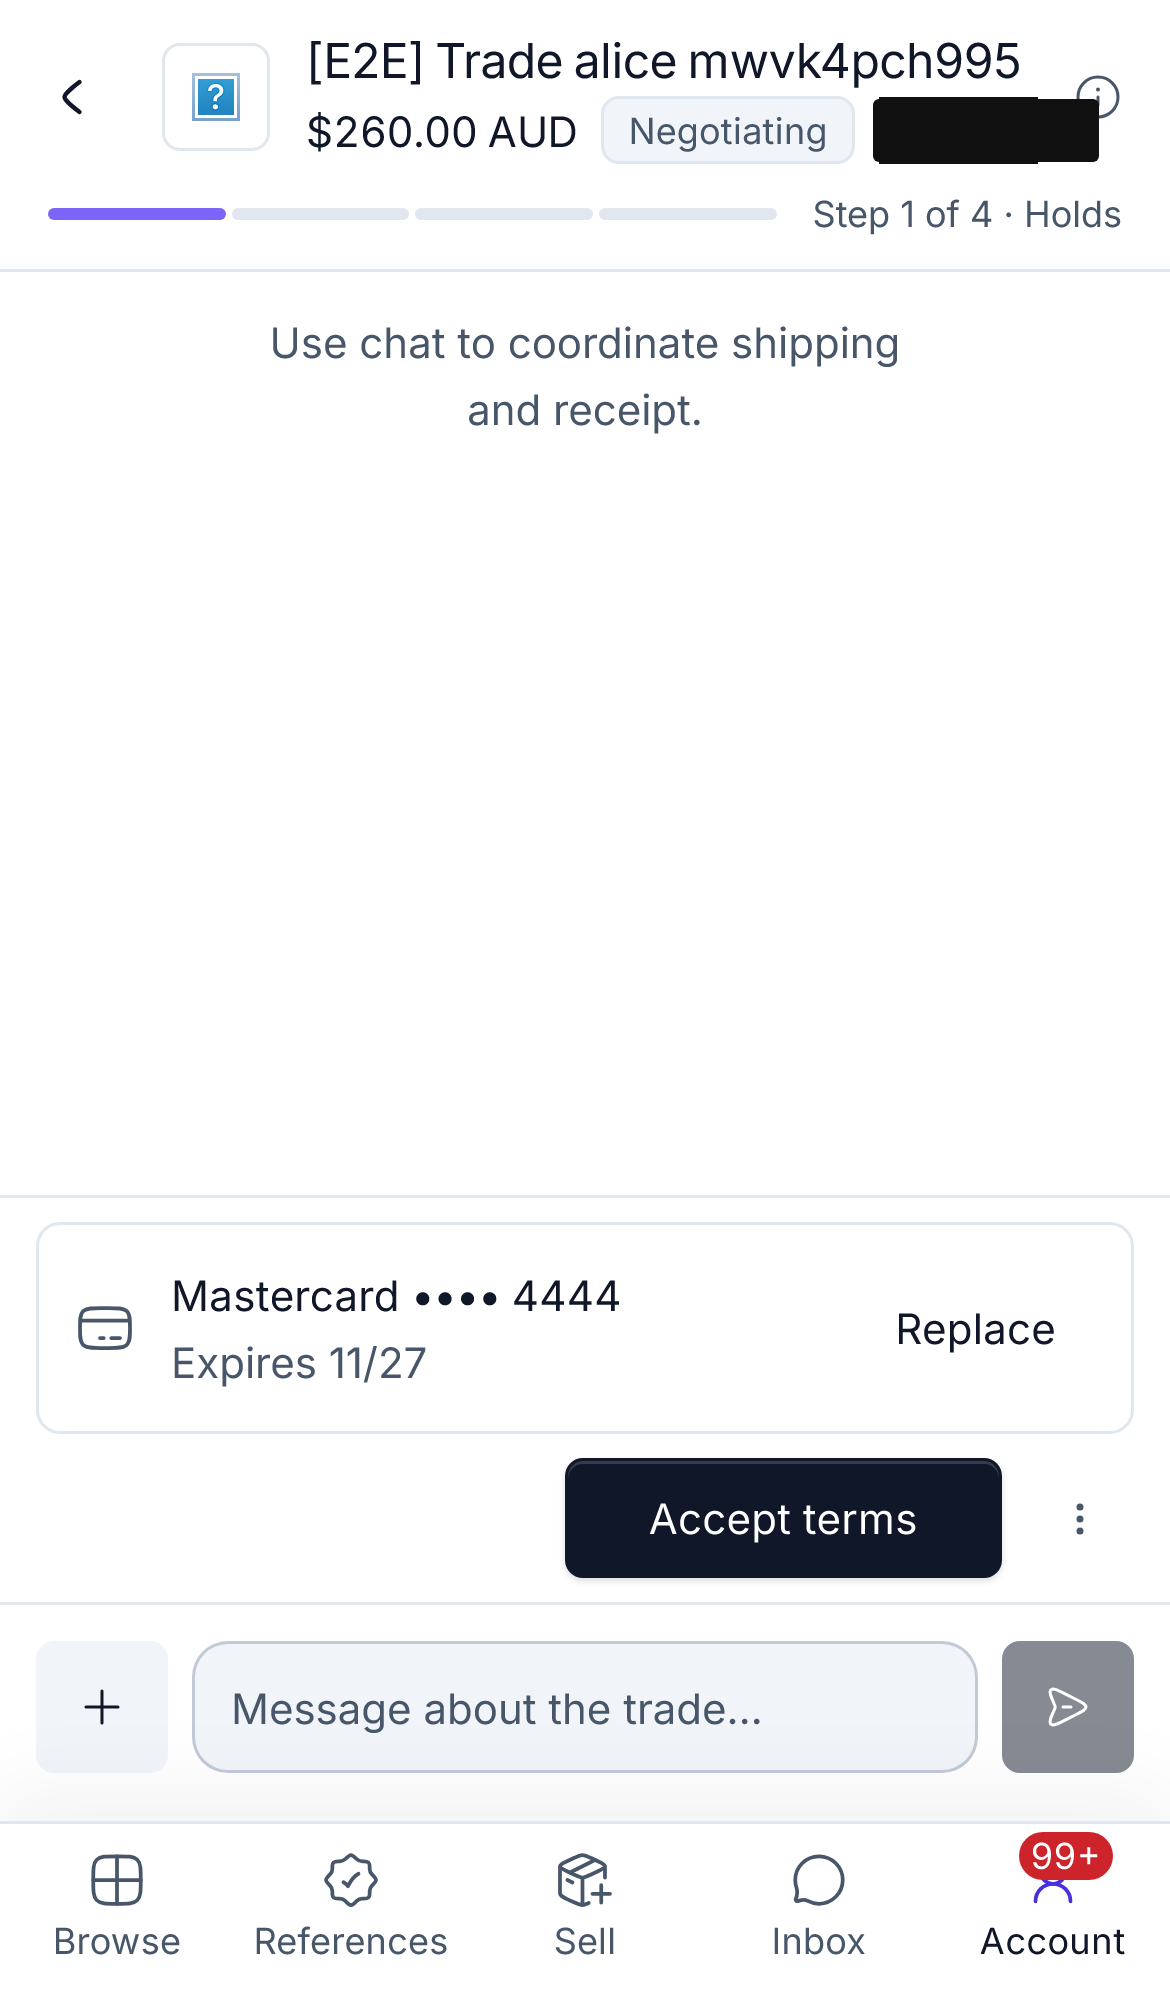 [E2E] Trade alice mwvk4pch995
$260.00 AUD Negotiating
Step 1 of 4 · Holds
Use chat to coordinate shipping
and receipt.
Mastercard •••• 4444
Expires 11/27
Replace
Accept terms
Message about the trade...
99+
Browse References Sell Inbox Account